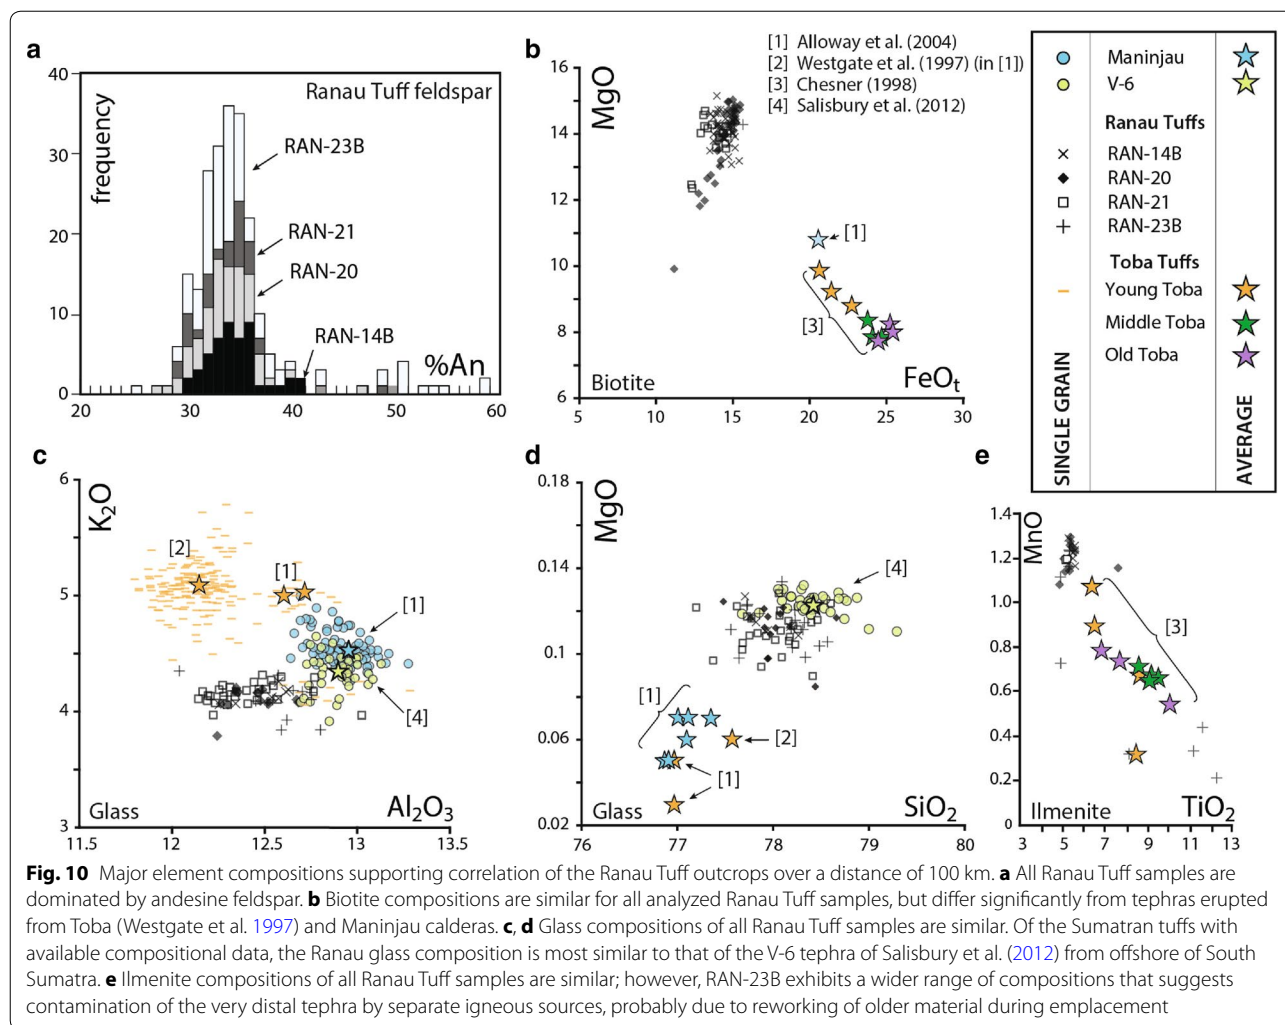 a
40
30
20
10
0
frequency
Ranau Tuff feldspar
RAN-23B
RAN-21
RAN-20
RAN-14B
%An
20 30 40 50 60
b
[1] Alloway et al. (2004)
[2] Westgate et al. (1997) (in [1])
[3] Chesner (1998)
[4] Salisbury et al. (2012)
16
14
12
10
8
6
MgO
[1]
[3]
Biotite
FeOt
5 10 15 20 25 30
Maninjau
V-6
Ranau Tuffs
RAN-14B
RAN-20
RAN-21
RAN-23B
Toba Tuffs
Young Toba
Middle Toba
Old Toba
SINGLE GRAIN
AVERAGE
c
6
5
4
3
K2O
[2]
[1]
[1]
[4]
Glass
Al2O3
11.5 12 12.5 13 13.5
d
0.18
0.14
0.10
0.06
0.02
MgO
[4]
[1]
[2]
[1]
Glass
SiO2
76 77 78 79 80
e
1.4
1.2
1.0
0.8
0.6
0.4
0.2
0
MnO
[3]
Ilmenite
TiO2
3 5 7 9 11 13
Fig. 10 Major element compositions supporting correlation of the Ranau Tuff outcrops over a distance of 100 km. a All Ranau Tuff samples are
dominated by andesine feldspar. b Biotite compositions are similar for all analyzed Ranau Tuff samples, but differ significantly from tephras erupted
from Toba (Westgate et al. 1997) and Maninjau calderas. c, d Glass compositions of all Ranau Tuff samples are similar. Of the Sumatran tuffs with
available compositional data, the Ranau glass composition is most similar to that of the V-6 tephra of Salisbury et al. (2012) from offshore of South
Sumatra. e Ilmenite compositions of all Ranau Tuff samples are similar; however, RAN-23B exhibits a wider range of compositions that suggests
contamination of the very distal tephra by separate igneous sources, probably due to reworking of older material during emplacement